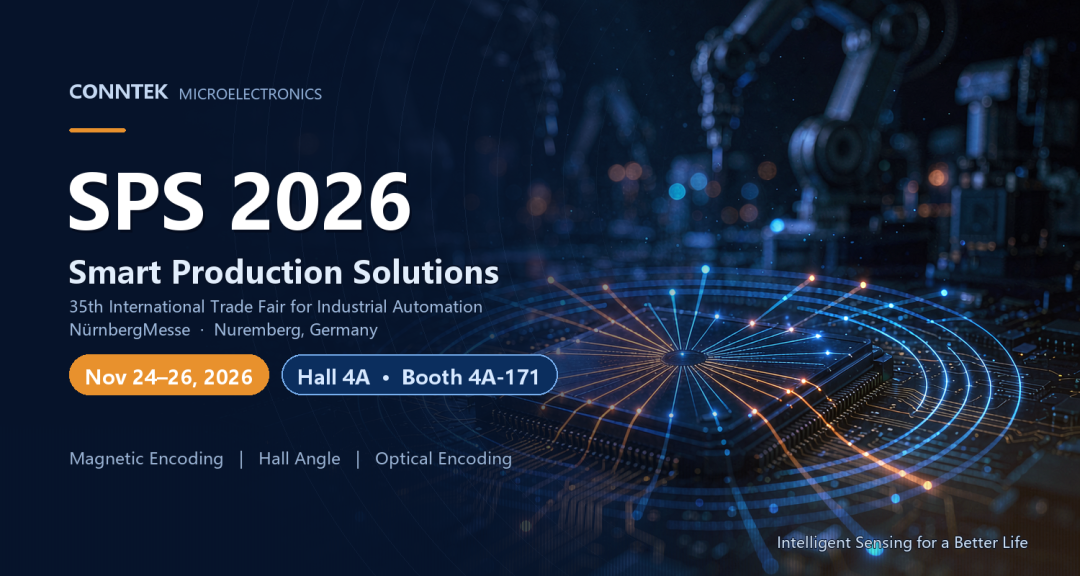 CONNTEK MICROELECTRONICS
SPS 2026
Smart Production Solutions
35th International Trade Fair for Industrial Automation
NürnbergMesse · Nuremberg, Germany
Nov 24–26, 2026
Hall 4A • Booth 4A-171
Magnetic Encoding | Hall Angle | Optical Encoding
Intelligent Sensing for a Better Life